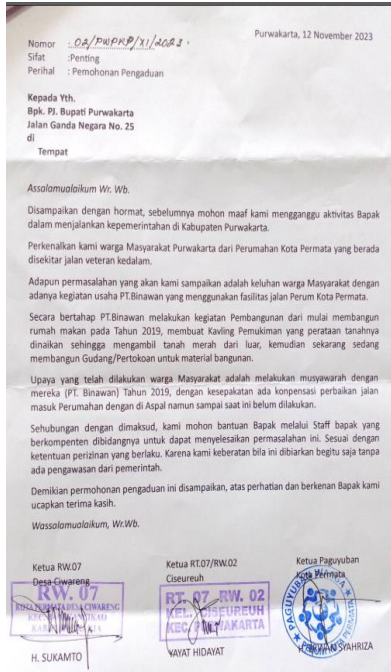 Purwakarta, 12 November 2023
Nomor : 02/PWPKP/XI/2023.
Sifat :Penting
Perihal : Pemohonan Pengaduan
Kepada Yth.
Bpk. PJ. Bupati Purwakarta
Jalan Ganda Negara No. 25
di
Tempat
Assalamualaikum Wr. Wb.
Disampaikan dengan hormat, sebelumnya mohon maaf kami mengganggu aktivitas Bapak
dalam menjalankan kepemerintahan di Kabupaten Purwakarta.
Perkenalkan kami warga Masyarakat Purwakarta dari Perumahan Kota Permata yang berada
disekitar jalan veteran kedalam.
Adapun permasalahan yang akan kami sampaikan adalah keluhan warga Masyarakat dengan
adanya kegiatan usaha PT.Binawan yang menggunakan fasilitas jalan Perum Kota Permata.
Secara bertahap PT.Binawan melakukan kegiatan Pembangunan dari mulai membangun
rumah makan pada Tahun 2019, membuat Kavling Pemukiman yang perataan tanahnya
dinaikan sehingga mengambil tanah merah dari luar, kemudian sekarang sedang
membangun Gudang/Pertokoan untuk material bangunan.
Upaya yang telah dilakukan warga Masyarakat adalah melakukan musyawarah dengan
mereka (PT. Binawan) Tahun 2019, dengan kesepakatan ada konpensasi perbaikan jalan
masuk Perumahan dengan di Aspal namun sampai saat ini belum dilakukan.
Sehubungan dengan dimaksud, kami mohon bantuan Bapak melalui Staff bapak yang
berkompenten dibidangnya untuk dapat menyelesaikan permasalahan ini. Sesuai dengan
ketentuan perizinan yang berlaku. Karena kami keberatan bila ini dibiarkan begitu saja tanpa
ada pengawasan dari pemerintah.
Demikian permohonan pengaduan ini disampaikan, atas perhatian dan berkenan Bapak kami
ucapkan terima kasih.
Wassalamualaikum, Wr.Wb.
Ketua RW.07
Desa Ciwareng
RW. 07
KOTA PERMATA DESA CIWARENG
H. SUKAMTO
Ketua RT.07/RW.02
Ciseureuh
RT. 07 RW. 02
KEL. CISEUREUH
KEC. PURWAKARTA
YAYAT HIDAYAT
Ketua Paguyuban
Kota Permata
PAGUYUBAN WARGA
KOTA PERMATA
SYAHRIZA